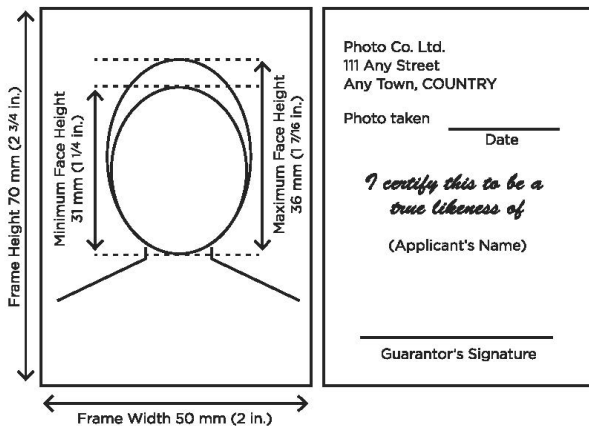 Frame Height 70 mm (2 3/4 in.)
Minimum Face Height
31 mm (1 1/4 in.)
Maximum Face Height
36 mm (1 7/16 in.)
Frame Width 50 mm (2 in.)
Photo Co. Ltd.
111 Any Street
Any Town, COUNTRY
Photo taken
Date
I certify this to be a
true likeness of
(Applicant's Name)
Guarantor's Signature